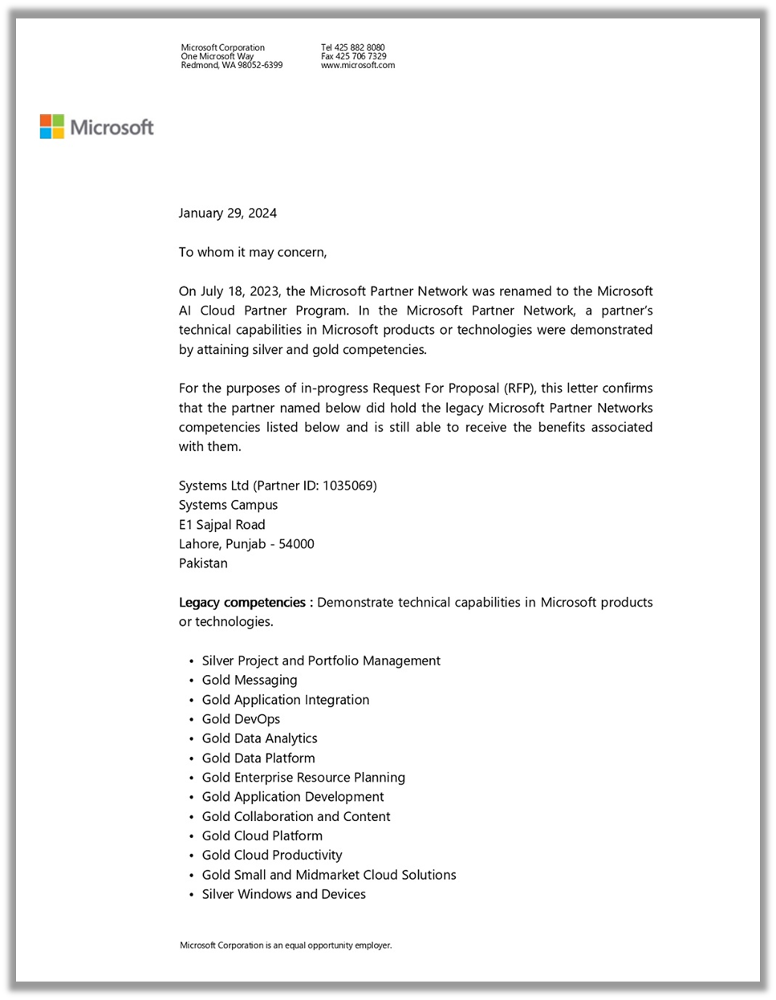 Microsoft Corporation
One Microsoft Way
Redmond, WA 98052-6399
Tel 425 882 8080
Fax 425 706 7329
www.microsoft.com
Microsoft
January 29, 2024
To whom it may concern,
On July 18, 2023, the Microsoft Partner Network was renamed to the Microsoft
AI Cloud Partner Program. In the Microsoft Partner Network, a partner’s
technical capabilities in Microsoft products or technologies were demonstrated
by attaining silver and gold competencies.
For the purposes of in-progress Request For Proposal (RFP), this letter confirms
that the partner named below did hold the legacy Microsoft Partner Networks
competencies listed below and is still able to receive the benefits associated
with them.
Systems Ltd (Partner ID: 1035069)
Systems Campus
E1 Sajpal Road
Lahore, Punjab - 54000
Pakistan
Legacy competencies : Demonstrate technical capabilities in Microsoft products
or technologies.
• Silver Project and Portfolio Management
• Gold Messaging
• Gold Application Integration
• Gold DevOps
• Gold Data Analytics
• Gold Data Platform
• Gold Enterprise Resource Planning
• Gold Application Development
• Gold Collaboration and Content
• Gold Cloud Platform
• Gold Cloud Productivity
• Gold Small and Midmarket Cloud Solutions
• Silver Windows and Devices
Microsoft Corporation is an equal opportunity employer.